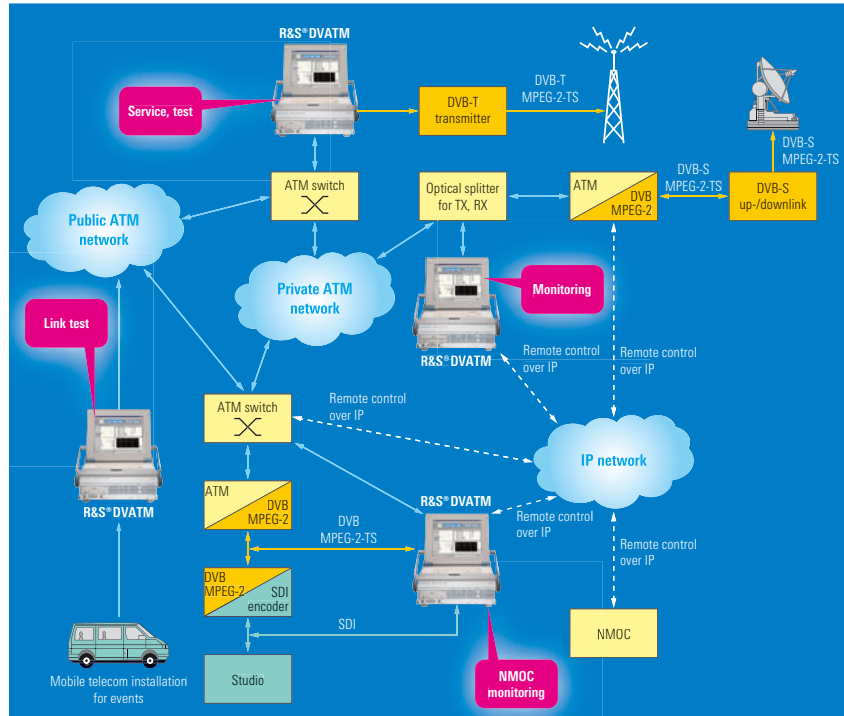 R&S® DVATM
Service, test
DVB-T
transmitter
DVB-T
MPEG-2-TS
DVB-S
MPEG-2-TS
ATM switch
Optical splitter
for TX, RX
ATM
DVB
MPEG-2
DVB-S
MPEG-2-TS
DVB-S
up-/downlink
Public ATM
network
Private ATM
network
Monitoring
Link test
R&S® DVATM
Remote control
over IP
Remote control
over IP
ATM switch
Remote control
over IP
IP network
R&S® DVATM
ATM
DVB
MPEG-2
R&S® DVATM
Remote control
over IP
DVB
MPEG-2-TS
Remote control
over IP
DVB
MPEG-2
SDI
encoder
SDI
NMOC
Mobile telecom installation
for events
Studio
NMOC
monitoring